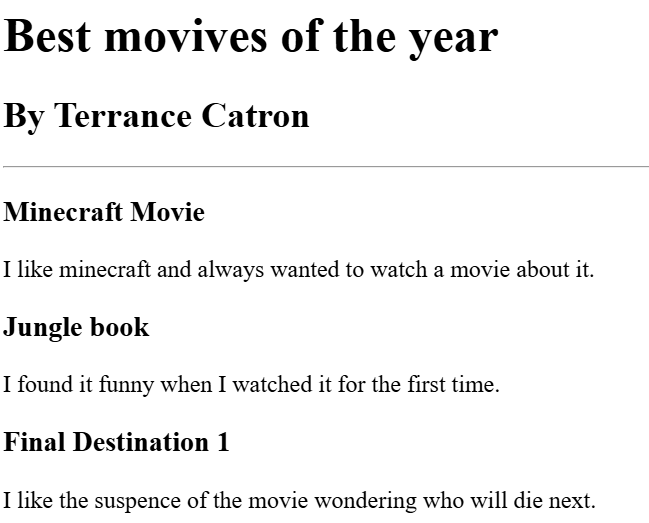 Best movives of the year
By Terrance Catron
Minecraft Movie
I like minecraft and always wanted to watch a movie about it.
Jungle book
I found it funny when I watched it for the first time.
Final Destination 1
I like the suspence of the movie wondering who will die next.